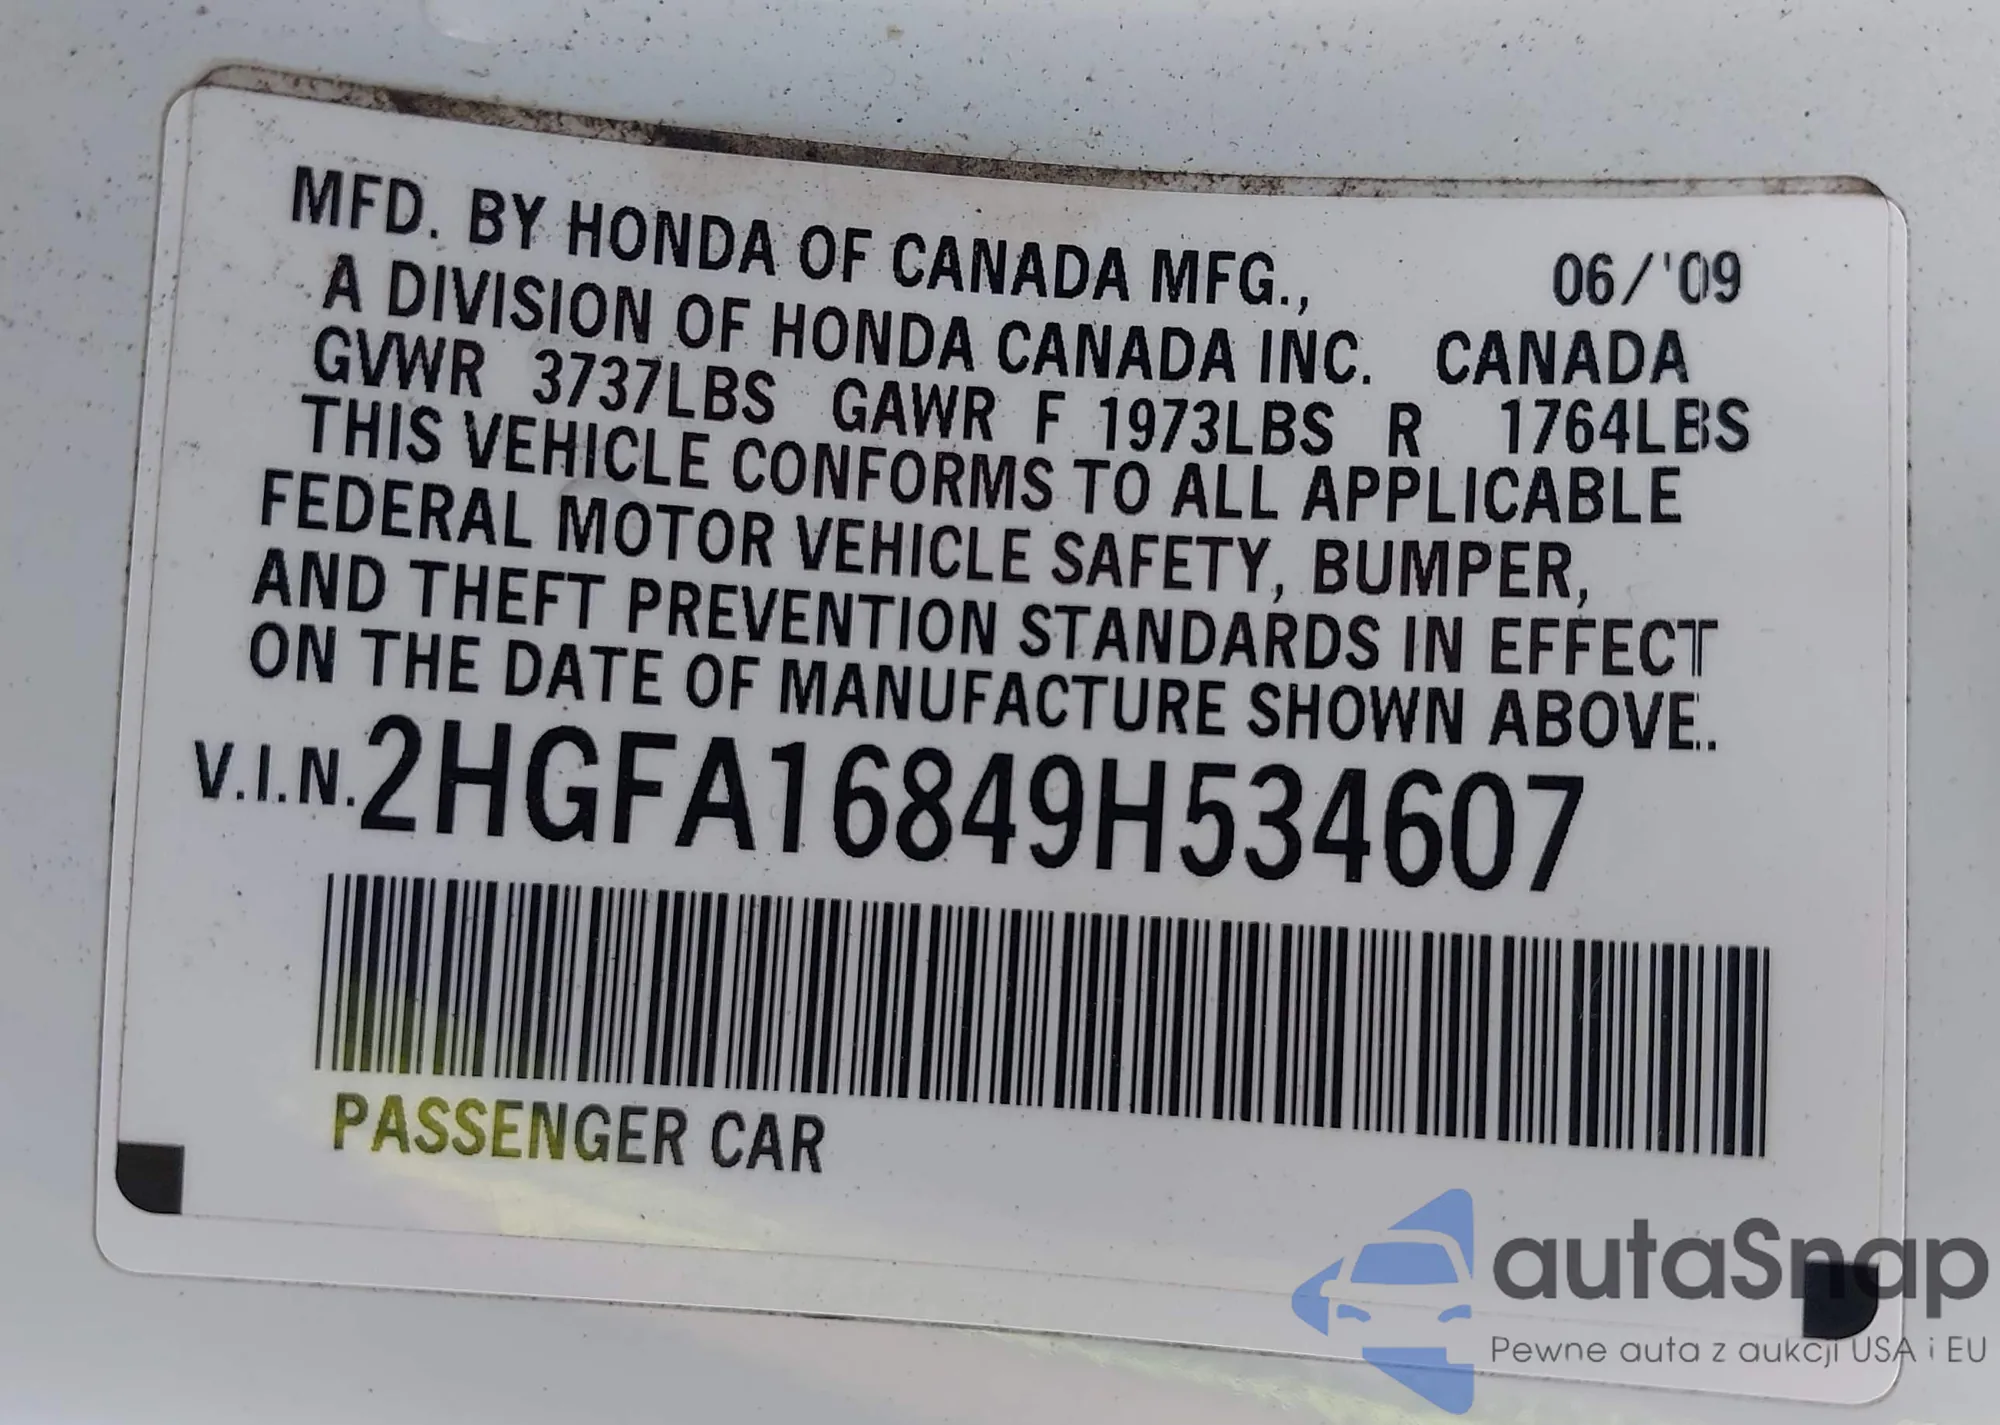 MFD. BY HONDA OF CANADA MFG., 06/'09
A DIVISION OF HONDA CANADA INC. CANADA
GVWR 3737LBS GAWR F 1973LBS R 1764LBS
THIS VEHICLE CONFORMS TO ALL APPLICABLE
FEDERAL MOTOR VEHICLE SAFETY, BUMPER,
AND THEFT PREVENTION STANDARDS IN EFFECT
ON THE DATE OF MANUFACTURE SHOWN ABOVE.
V.I.N. 2HGFA16849H534607
PASSENGER CAR
autaSnap
Pewne auta z aukcji USA i EU